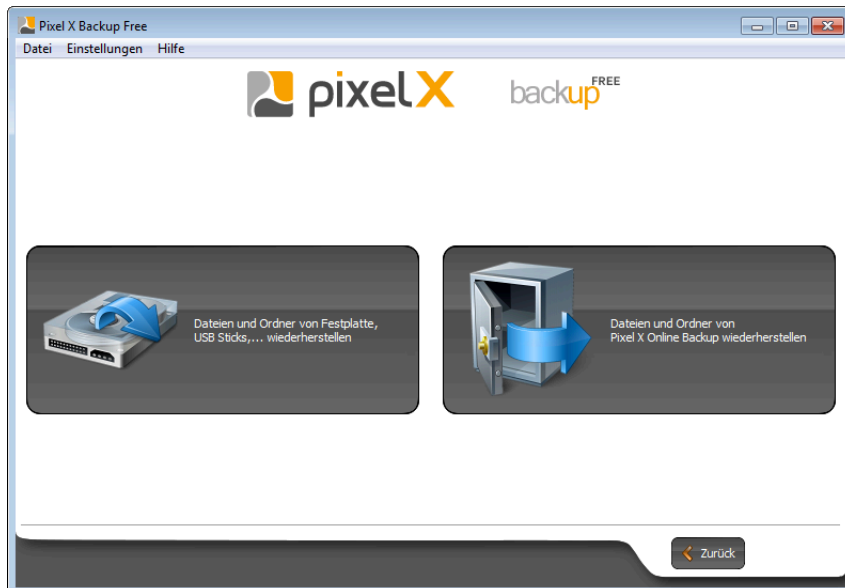 Pixel X Backup Free
Datei Einstellungen Hilfe
pixelX backup FREE
Dateien und Ordner von Festplatte,
USB Sticks,... wiederherstellen
Dateien und Ordner von
Pixel X Online Backup wiederherstellen
Zurück